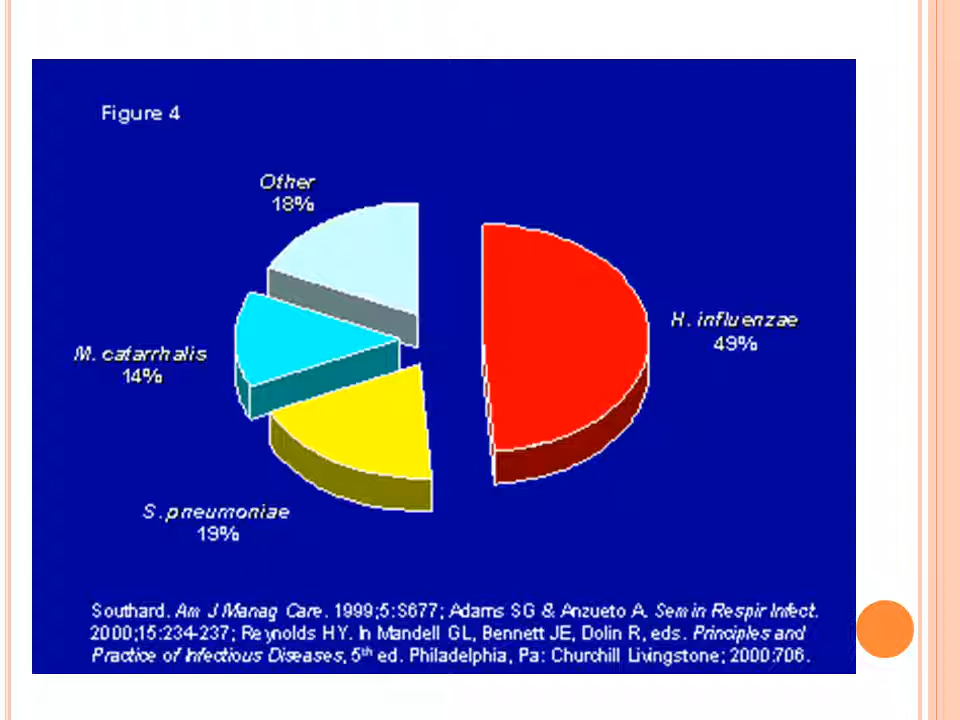 Figure 4
Other
18%
H. influenzae
49%
M. catarrhalis
14%
S. pneumoniae
19%
Southard. Am J Manag Care. 1999;5:S677; Adams SG & Anzueto A. Semin Respir Infect.
2000;15:234-237; Reynolds HY. In Mandell GL, Bennett JE, Dolin R, eds. Principles and
Practice of Infectious Diseases, 5th ed. Philadelphia, Pa: Churchill Livingstone; 2000:706.